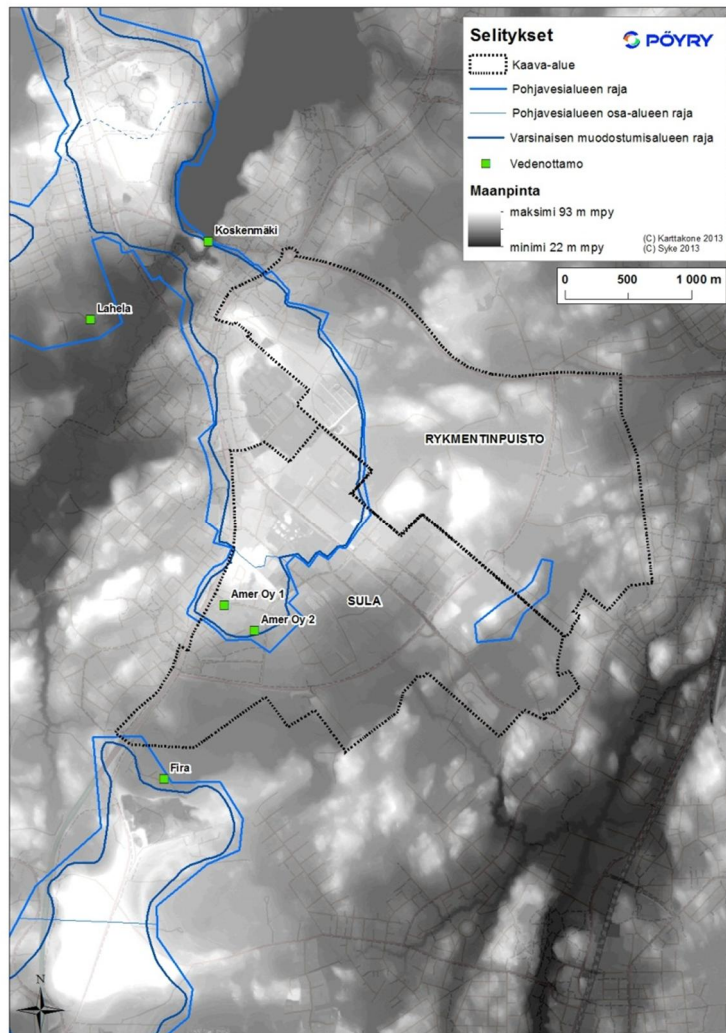 Selitykset
PÖYRY
Kaava-alue
Pohjavesialueen raja
Pohjavesialueen osa-alueen raja
Varsinaisen muodostumisalueen raja
Vedenottamo
Maanpinta
maksimi 93 m mpy
minimi 22 m mpy
(C) Karttakone 2013
(C) Syke 2013
0 500 1 000 m
Koskenmäki
Lahela
RYKMENTINPUISTO
Amer Oy 1
SULA
Amer Oy 2
Fira
N